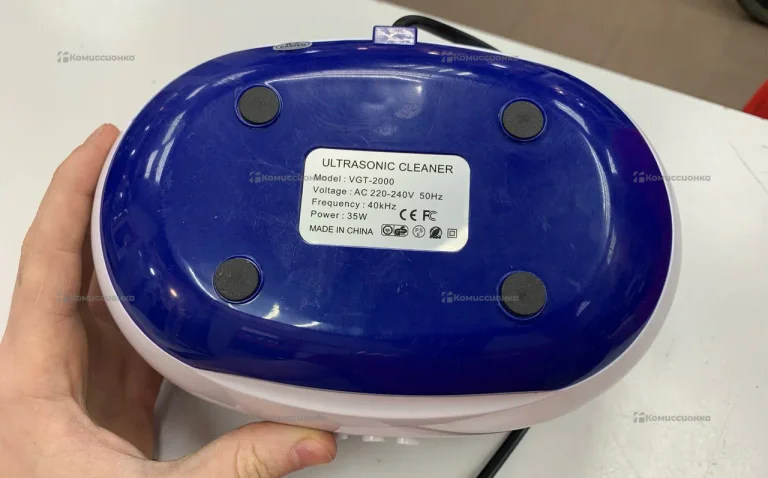 Комиссионка
Комиссионка
ULTRASONIC CLEANER
Model : VGT-2000
Voltage : AC 220-240V 50Hz
Frequency : 40kHz
Power : 35W
CE FC
MADE IN CHINA
Комиссионка
Комиссионка
Комиссионка
Комиссионка
Комиссионка
Комиссионка